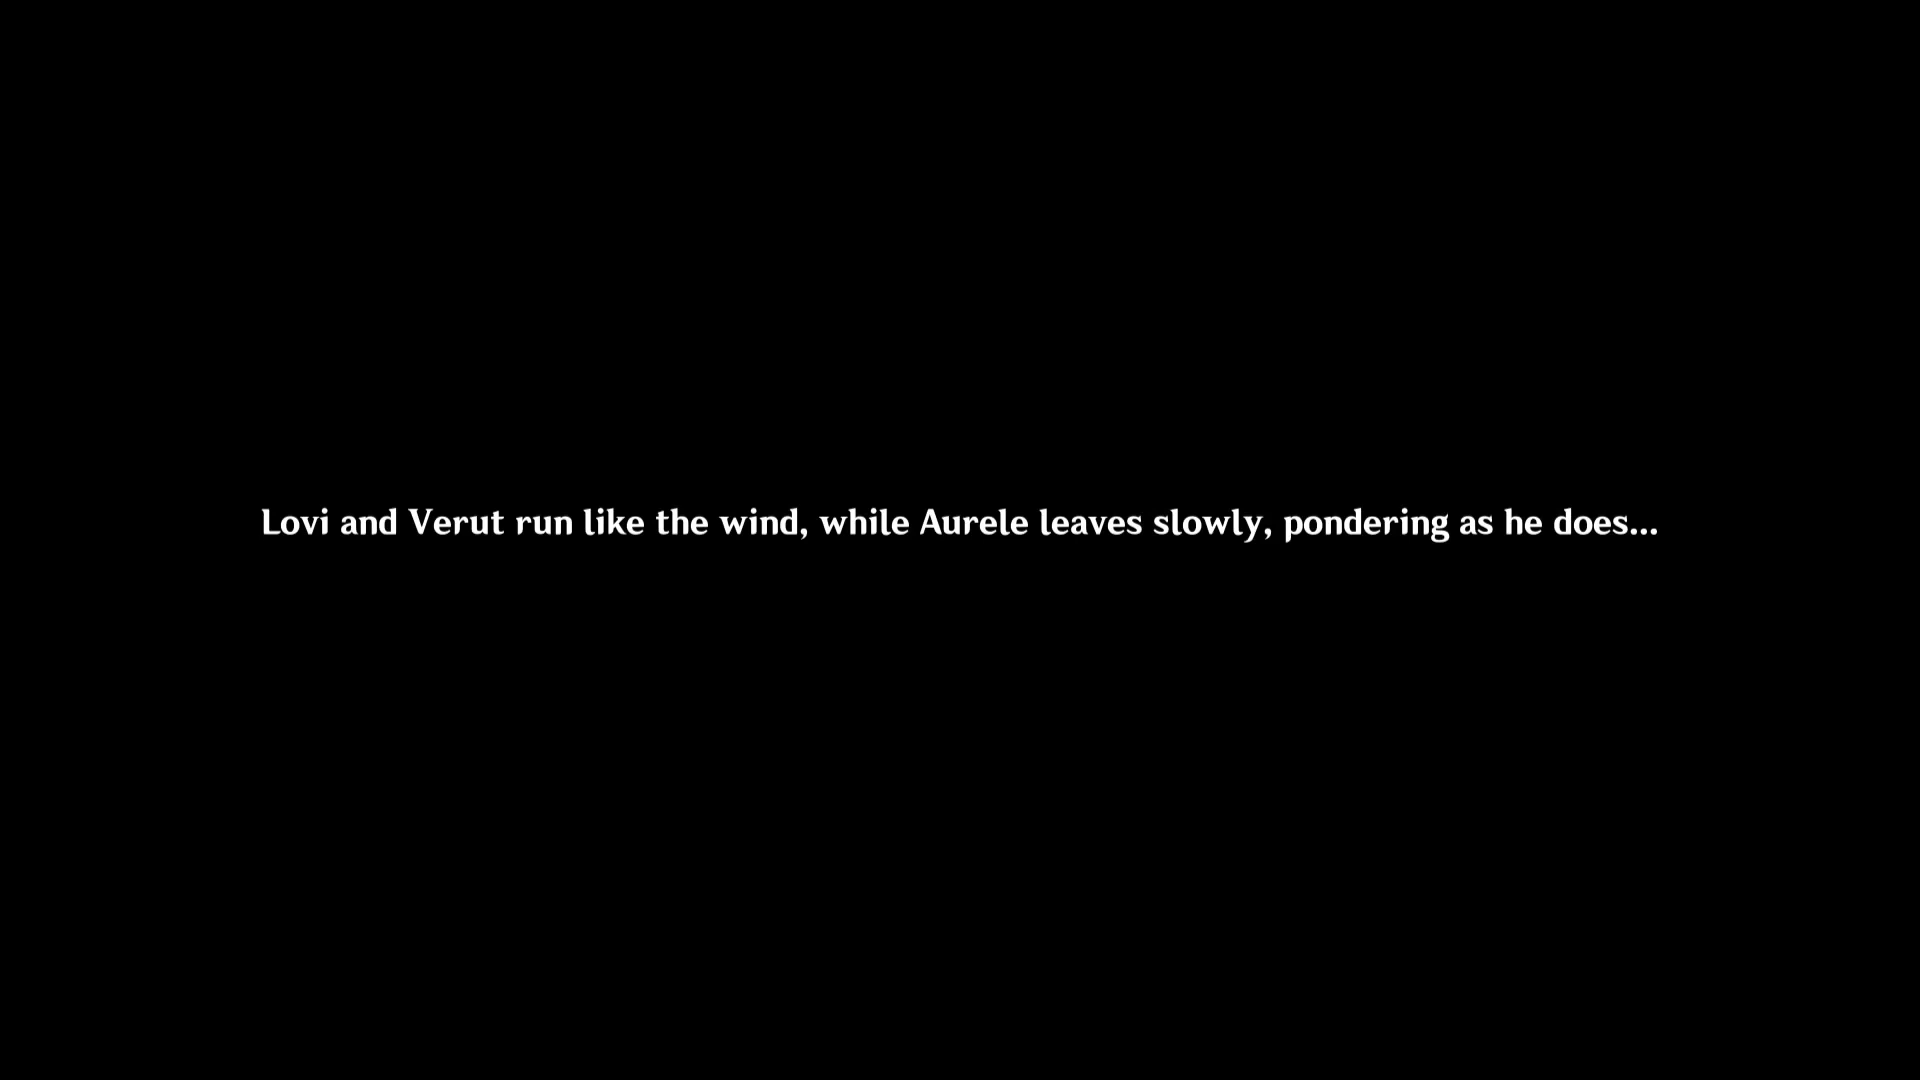 Lovi and Verut run like the wind, while Aurele leaves slowly, pondering as he does...